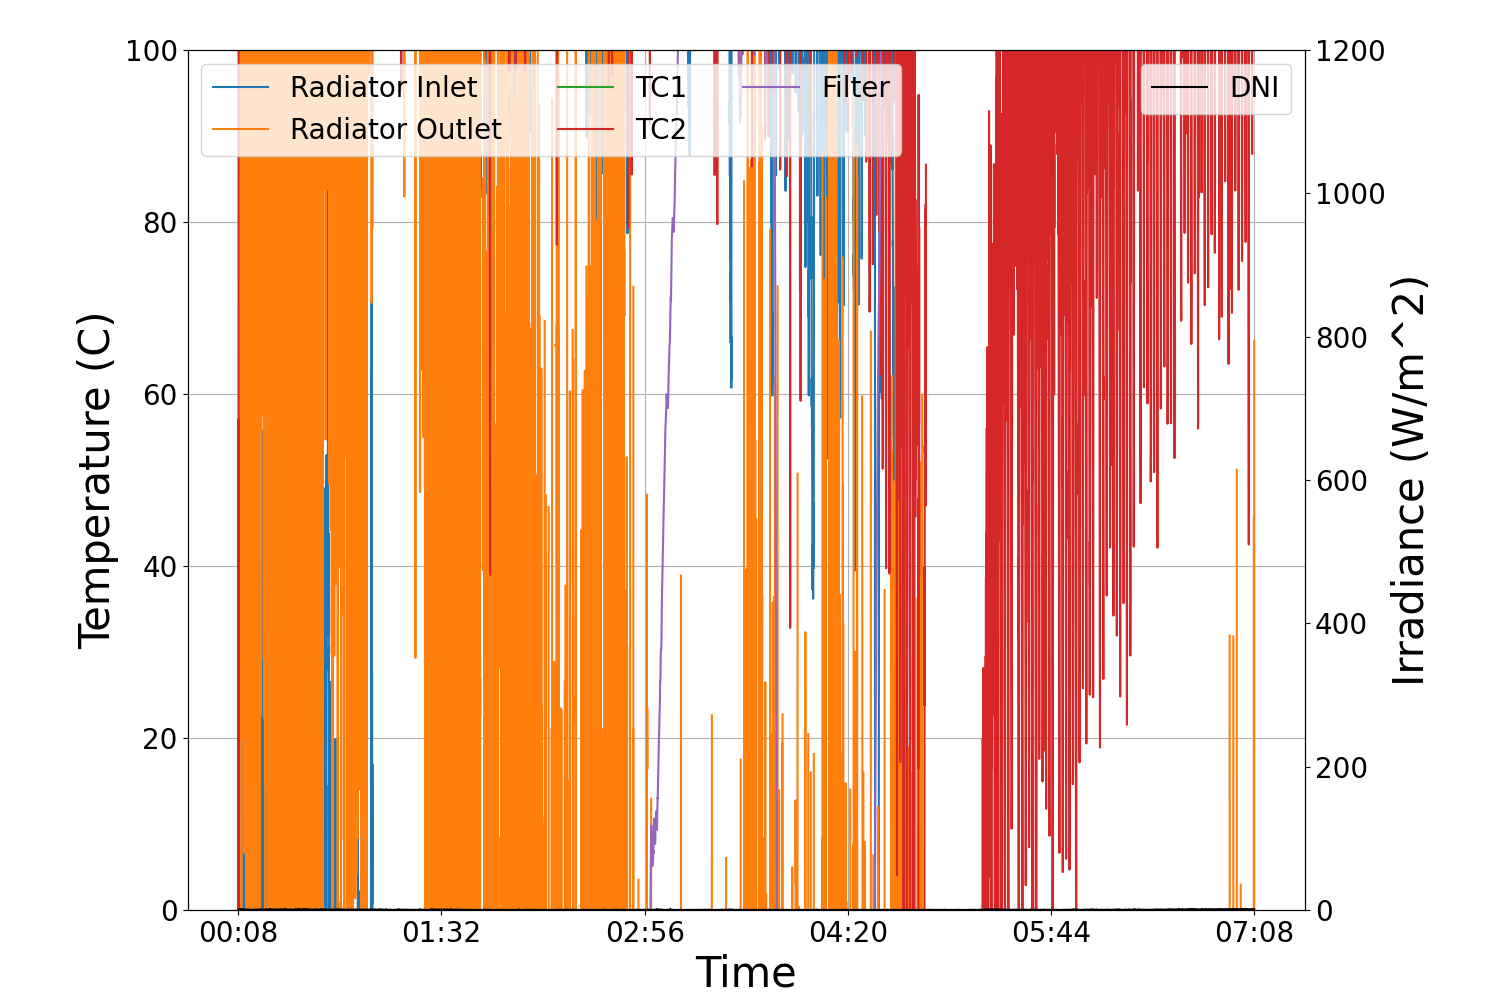 100
80
60
40
20
0
Temperature (C)
Radiator Inlet
Radiator Outlet
TC1
TC2
Filter
DNI
1200
1000
800
600
400
200
0
Irradiance (W/m^2)
00:08
01:32
02:56
04:20
05:44
07:08
Time